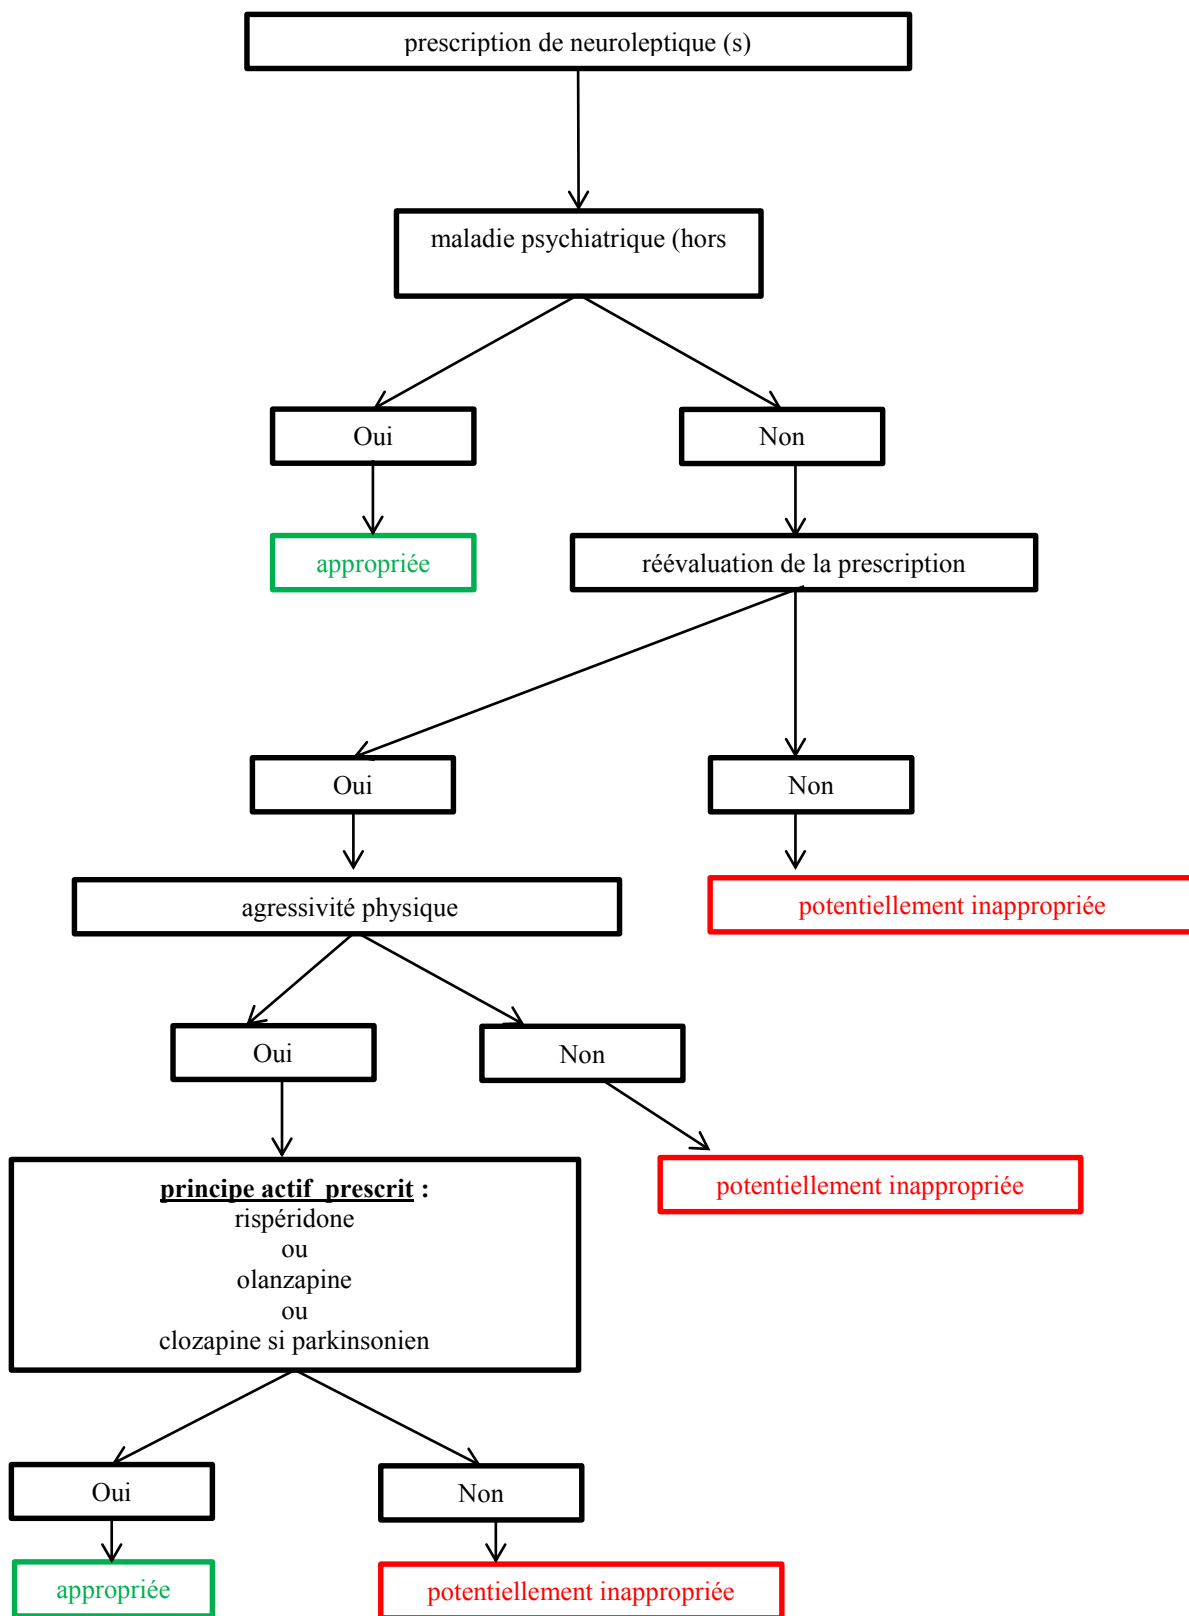 prescription de neuroleptique (s)
maladie psychiatrique (hors
Oui
Non
appropriée
réévaluation de la prescription
Oui
Non
agressivité physique
potentiellement inappropriée
Oui
Non
principe actif prescrit :
rispéridone
ou
olanzapine
ou
clozapine si parkinsonien
potentiellement inappropriée
Oui
Non
appropriée
potentiellement inappropriée